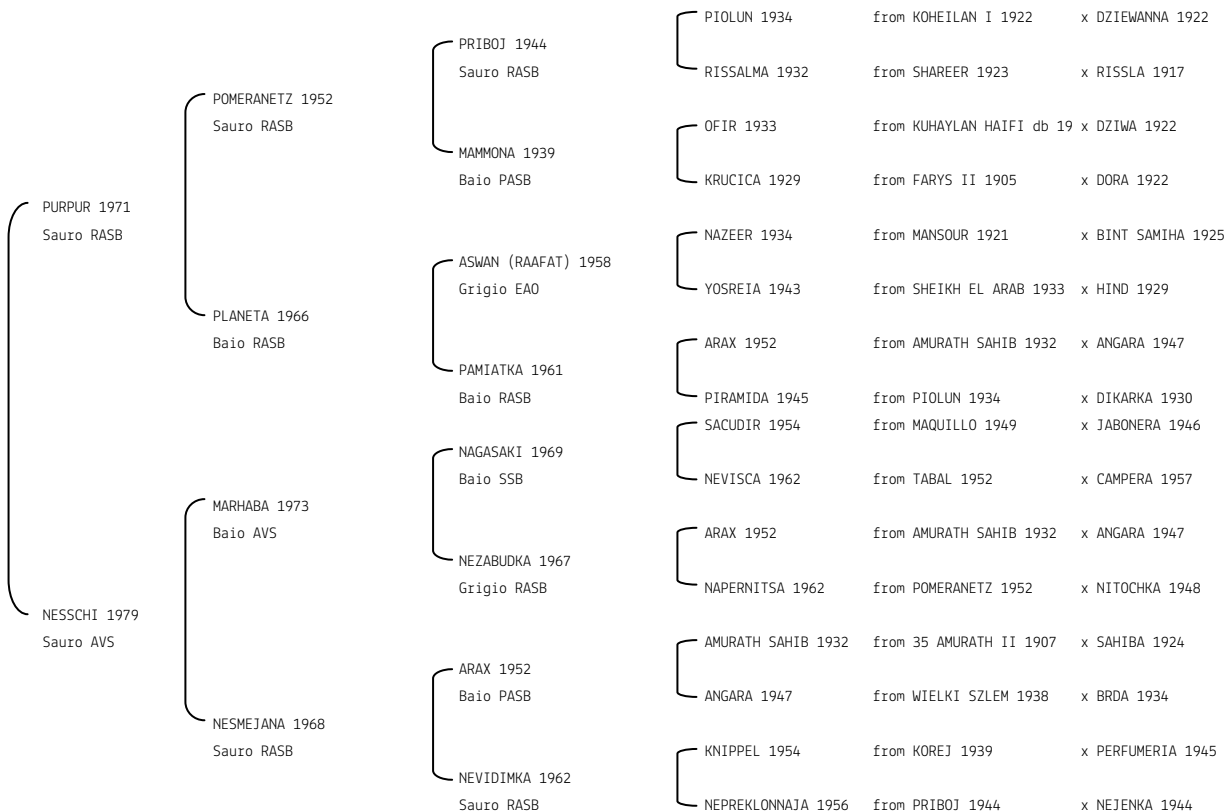 PIOLUN 1934 from KOHEILAN I 1922 x DZIEWANNA 1922
PRIBOJ 1944
Sauro RASB RISSALMA 1932 from SHAREER 1923 x RISSLA 1917
POMERANETZ 1952
Sauro RASB OFIR 1933 from KUHAYLAN HAIFI db 19 x DZIWA 1922
MAMMONA 1939
Baio PASB KRUCICA 1929 from FARYS II 1905 x DORA 1922
PURPUR 1971
Sauro RASB NAZEER 1934 from MANSOUR 1921 x BINT SAMIHA 1925
ASWAN (RAAFAT) 1958
Grigio EAO YOSREIA 1943 from SHEIKH EL ARAB 1933 x HIND 1929
PLANETA 1966
Baio RASB ARAX 1952 from AMURATH SAHIB 1932 x ANGARA 1947
PAMIATKA 1961
Baio RASB PIRAMIDA 1945 from PIOLUN 1934 x DIKARKA 1930
SACUDIR 1954 from MAQUILLO 1949 x JABONERA 1946
NAGASAKI 1969
Baio SSB NEVISCA 1962 from TABAL 1952 x CAMPERA 1957
MARHABA 1973
Baio AVS ARAX 1952 from AMURATH SAHIB 1932 x ANGARA 1947
NEZABUDKA 1967
Grigio RASB NAPERNITSA 1962 from POMERANETZ 1952 x NITOCHKA 1948
NESSCHI 1979
Sauro AVS AMURATH SAHIB 1932 from 35 AMURATH II 1907 x SAHIBA 1924
ARAX 1952
Baio PASB ANGARA 1947 from WIELKI SZLEM 1938 x BRDA 1934
NESMEJANA 1968
Sauro RASB KNIPPEL 1954 from KOREJ 1939 x PERFUMERIA 1945
NEVIDIMKA 1962
Sauro RASB NEPREKLONNAJA 1956 from PRIBOJ 1944 x NEJENKA 1944